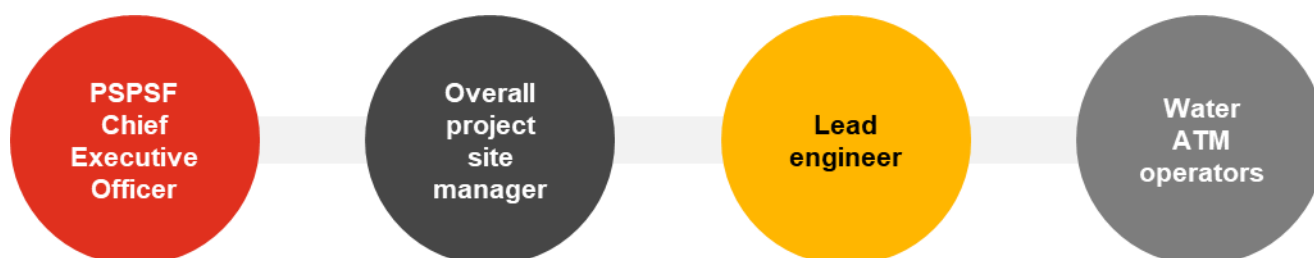 PSPSF
Chief
Executive
Officer
Overall
project
site
manager
Lead
engineer
Water
ATM
operators